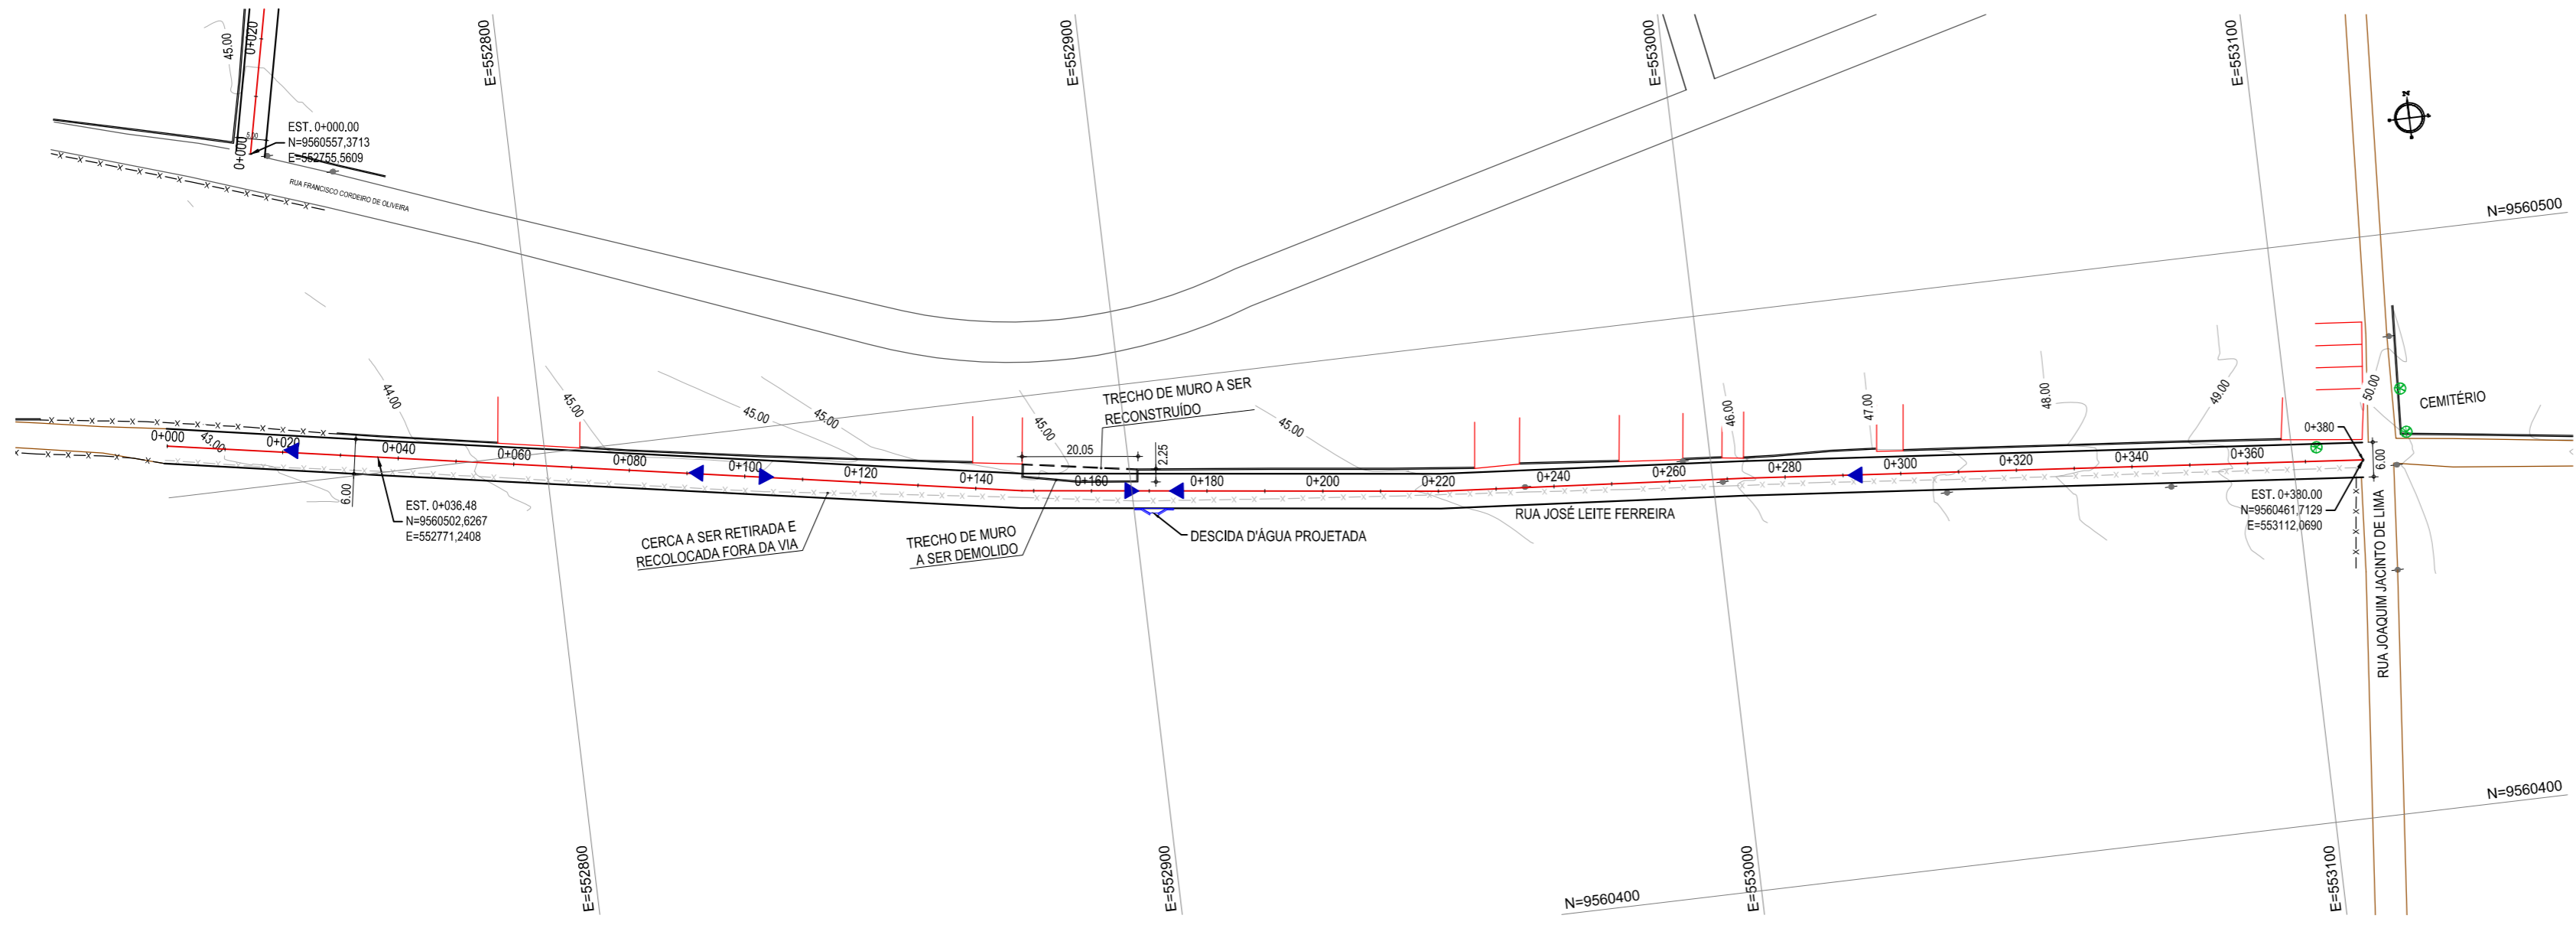 E=552800
E=552900
E=553000
E=553100
45.00
0+020
0+000
5.00
EST. 0+000.00
N=9560557,3713
E=552755,5609
RUA FRANCISCO CORDEIRO DE OLIVEIRA
N
N=9560500
44.00
45.00
45.00
45.00
45.00
TRECHO DE MURO A SER
RECONSTRUÍDO
45.00
46.00
47.00
48.00
49.00
50.00
CEMITÉRIO
20,05
2.25
0+000
43.00
0+020
0+040
0+060
0+080
0+100
0+120
0+140
0+160
0+180
0+200
0+220
0+240
0+260
0+280
0+300
0+320
0+340
0+360
0+380
6.00
6.00
EST. 0+036.48
N=9560502,6267
E=552771,2408
CERCA A SER RETIRADA E
RECOLOCADA FORA DA VIA
TRECHO DE MURO
A SER DEMOLIDO
DESCIDA D'ÁGUA PROJETADA
RUA JOSÉ LEITE FERREIRA
EST. 0+380.00
N=9560461,7129
E=553112,0690
RUA JOAQUIM JACINTO DE LIMA
N=9560400
N=9560400
E=552800
E=552900
E=553000
E=553100